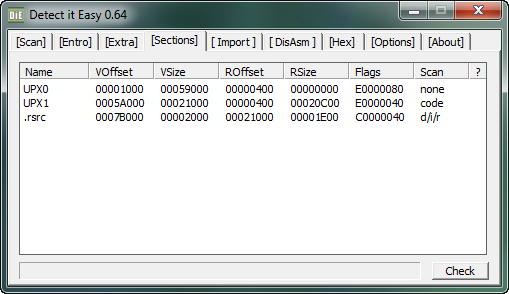 Detect it Easy 0.64
[Scan] [Entro] [Extra] [Sections] [ Import ] [ DisAsm ] [Hex] [Options] [About]
Name VOffset VSize ROffset RSize Flags Scan ?
UPX0 00001000 00059000 00000400 00000000 E0000080 none
UPX1 0005A000 00021000 00000400 00020C00 E0000040 code
.rsrc 0007B000 00002000 00021000 00001E00 C0000040 d/i/r
Check